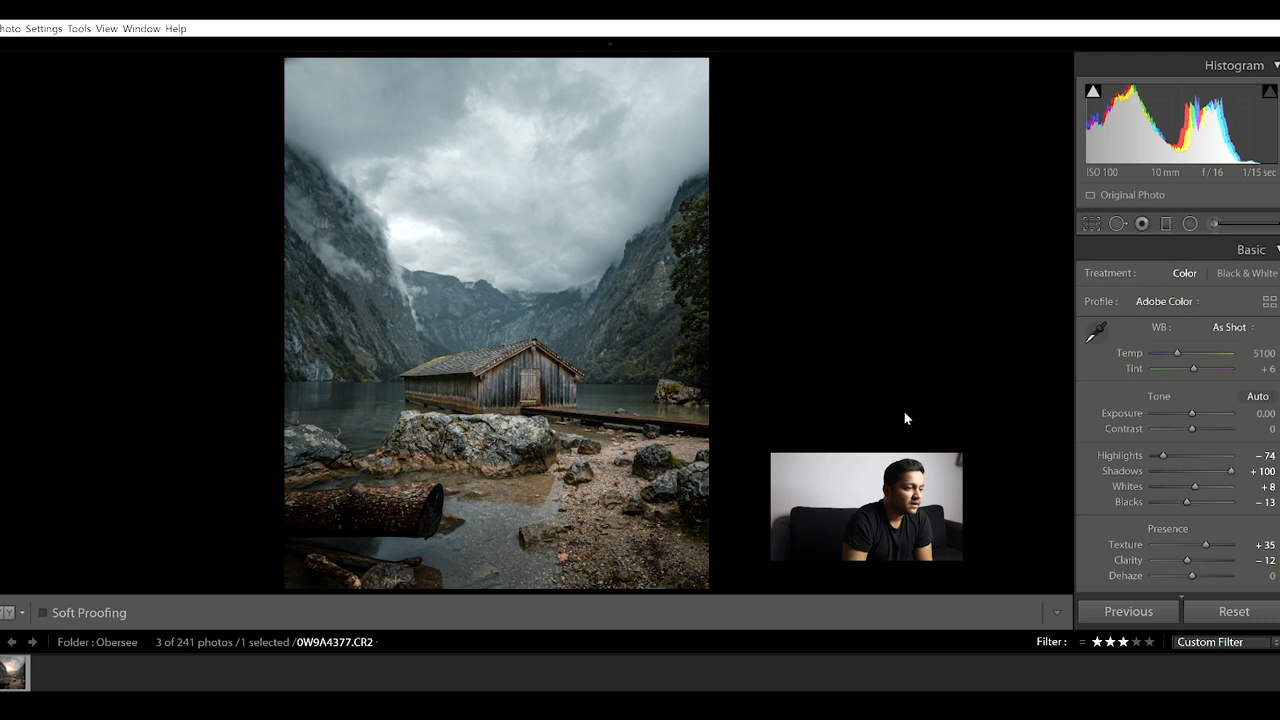 hoto Settings Tools View Window Help
Histogram
ISO 100 10 mm f / 16 1/15 sec
Original Photo
Basic
Treatment : Color Black & White
Profile : Adobe Color
WB : As Shot
Temp 5100
Tint + 6
Tone Auto
Exposure 0.00
Contrast 0
Highlights − 74
Shadows + 100
Whites + 8
Blacks − 13
Presence
Texture + 35
Clarity − 12
Dehaze 0
Y Soft Proofing Previous Reset
Folder : Obersee 3 of 241 photos / 1 selected / 0W9A4377.CR2 Filter : Custom Filter